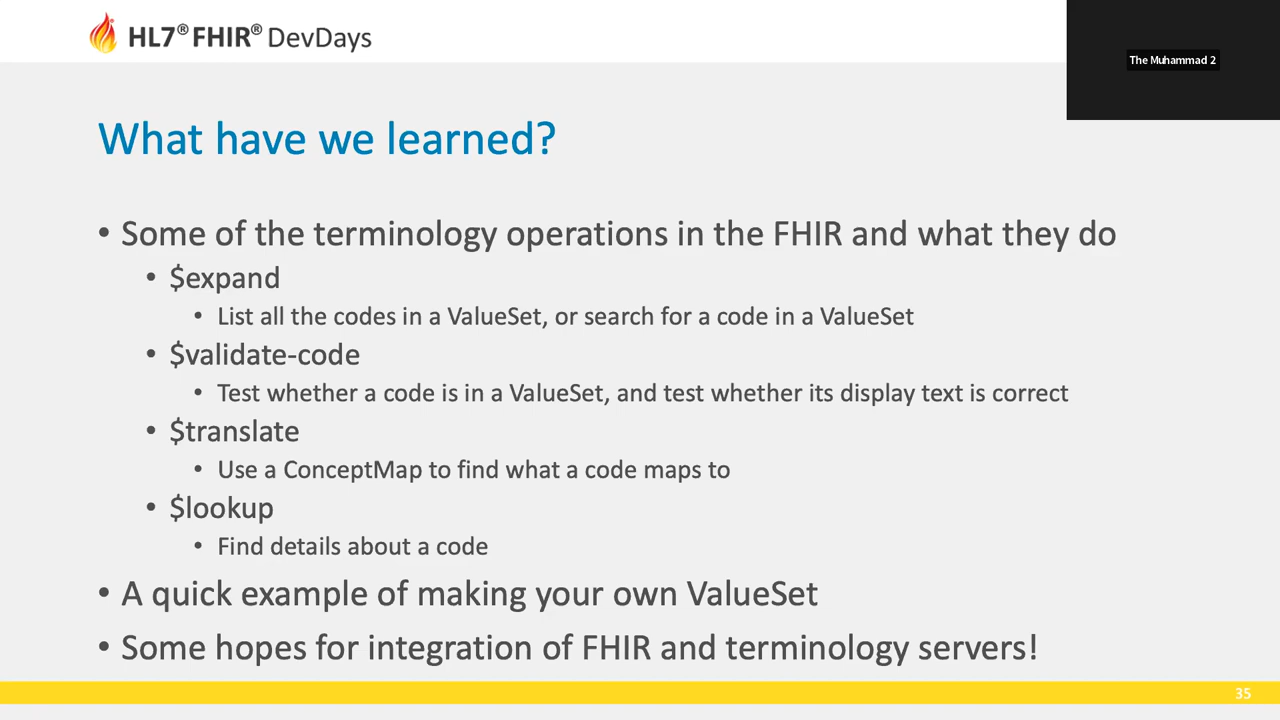 HL7® FHIR® DevDays
The Muhammad 2
What have we learned?
• Some of the terminology operations in the FHIR and what they do
• $expand
• List all the codes in a ValueSet, or search for a code in a ValueSet
• $validate-code
• Test whether a code is in a ValueSet, and test whether its display text is correct
• $translate
• Use a ConceptMap to find what a code maps to
• $lookup
• Find details about a code
• A quick example of making your own ValueSet
• Some hopes for integration of FHIR and terminology servers!
35